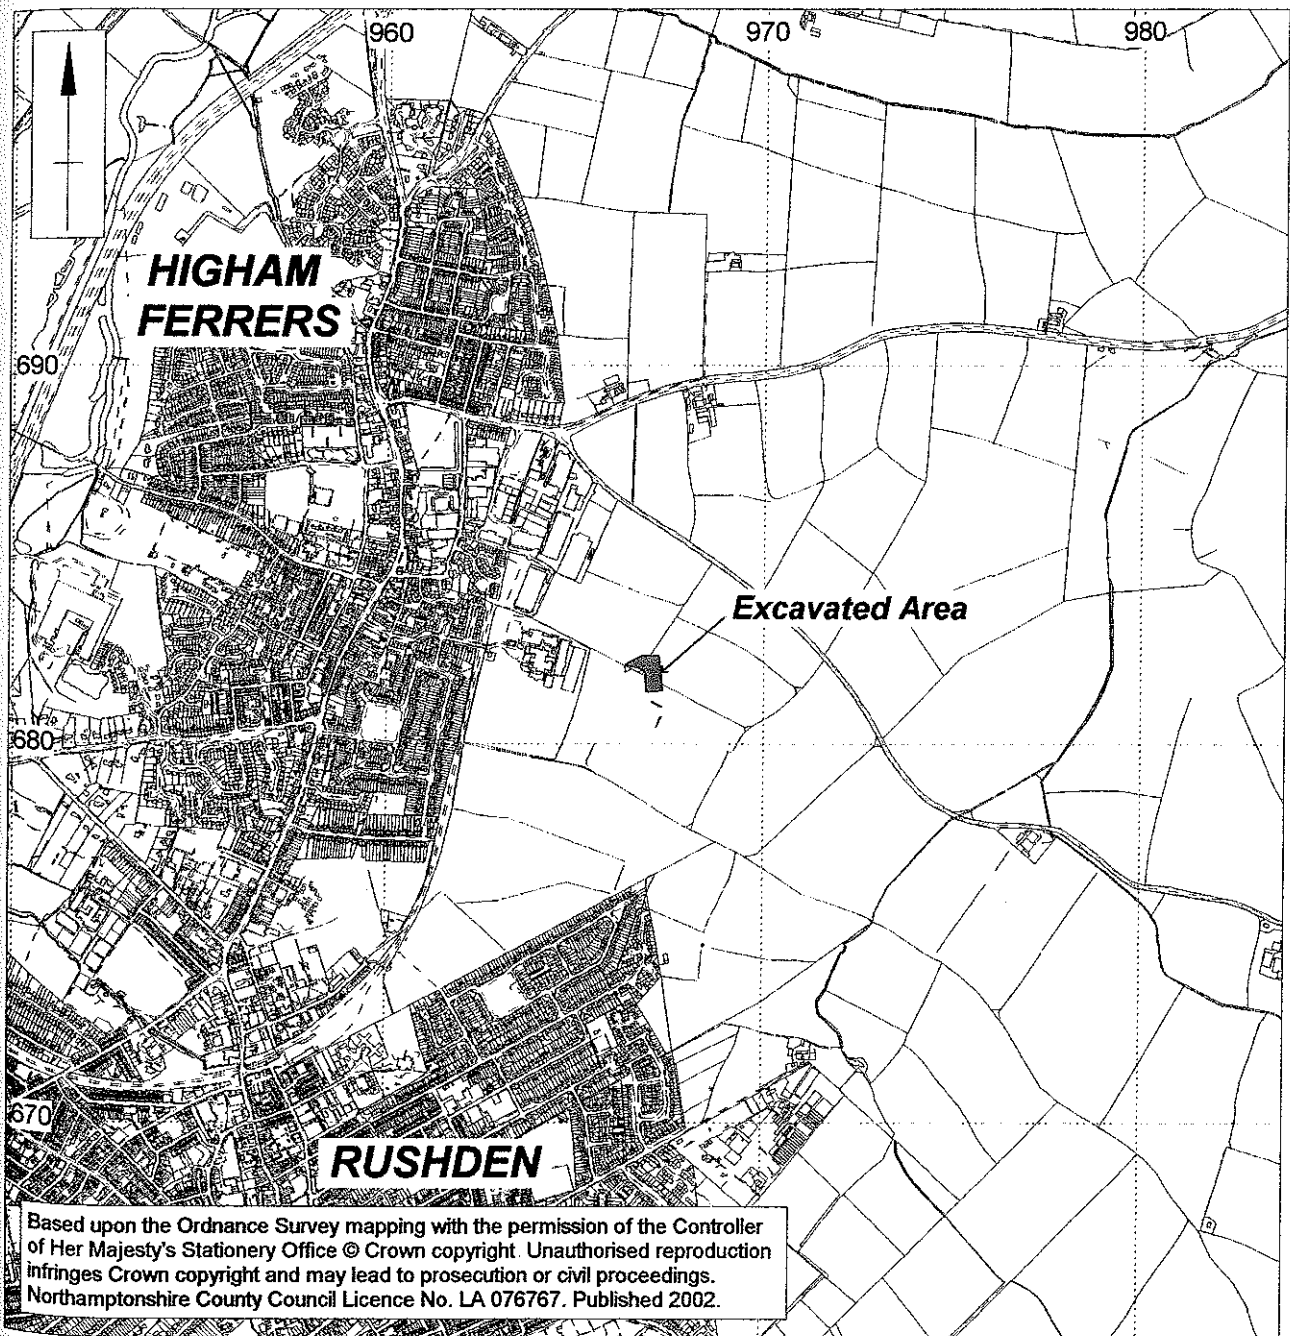 960
970
980
HIGHAM
FERRERS
690
Excavated Area
680
670
RUSHDEN
Based upon the Ordnance Survey mapping with the permission of the Controller
of Her Majesty's Stationery Office © Crown copyright. Unauthorised reproduction
infringes Crown copyright and may lead to prosecution or civil proceedings.
Northamptonshire County Council Licence No. LA 076767. Published 2002.